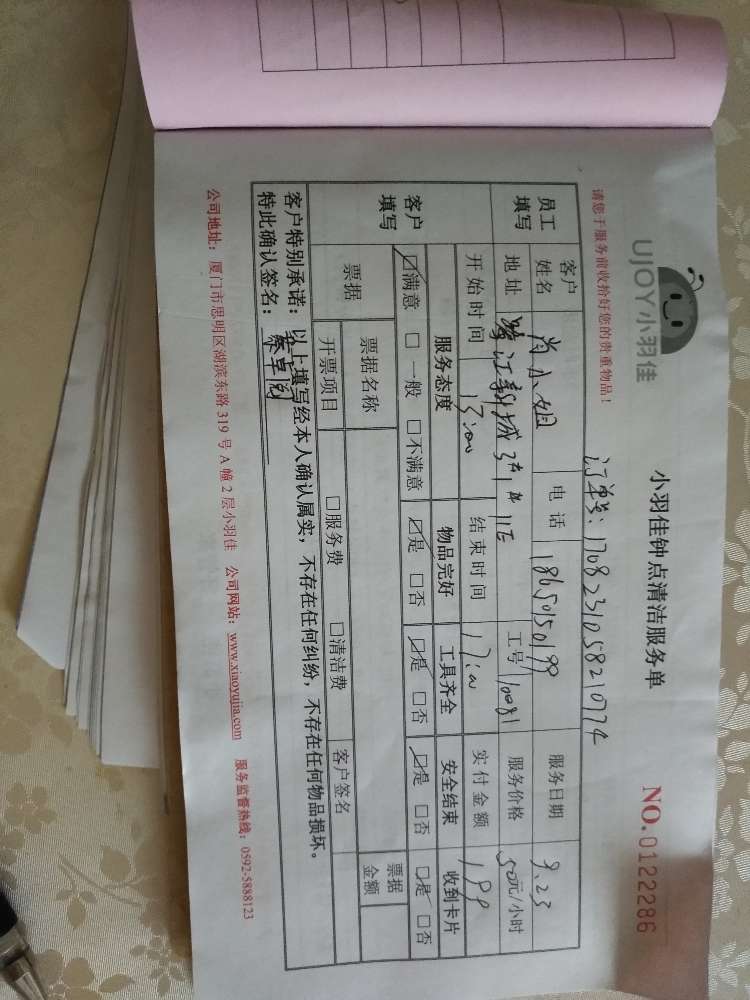 UJOY小羽佳
小羽佳钟点清洁服务单
NO.0122286
请您于服务前收拾好您的贵重物品！
订单号：1708231058210774
员工填写
客户姓名 肖小姐 电话 18650150199 服务日期 9.23
地址 江新城 工号 10081 服务价格 50元/小时
开始时间 13:00 结束时间 17:00 实付金额 199
客户填写
服务态度 物品完好 工具齐全 安全结束 收到卡片
☑满意 □一般 □不满意 ☑是 □否 ☑是 □否 ☑是 □否 ☑是 □否
票据 票据名称 票据金额
开票项目 □服务费 □清洁费 客户签名
客户特别承诺：以上填写经本人确认属实，不存在任何纠纷，不存在任何物品损坏。
特此确认签名：
公司地址：厦门市思明区湖滨东路319号A幢2层小羽佳 公司网站：www.xiaoyujia.com 服务监督热线：0592-5888123